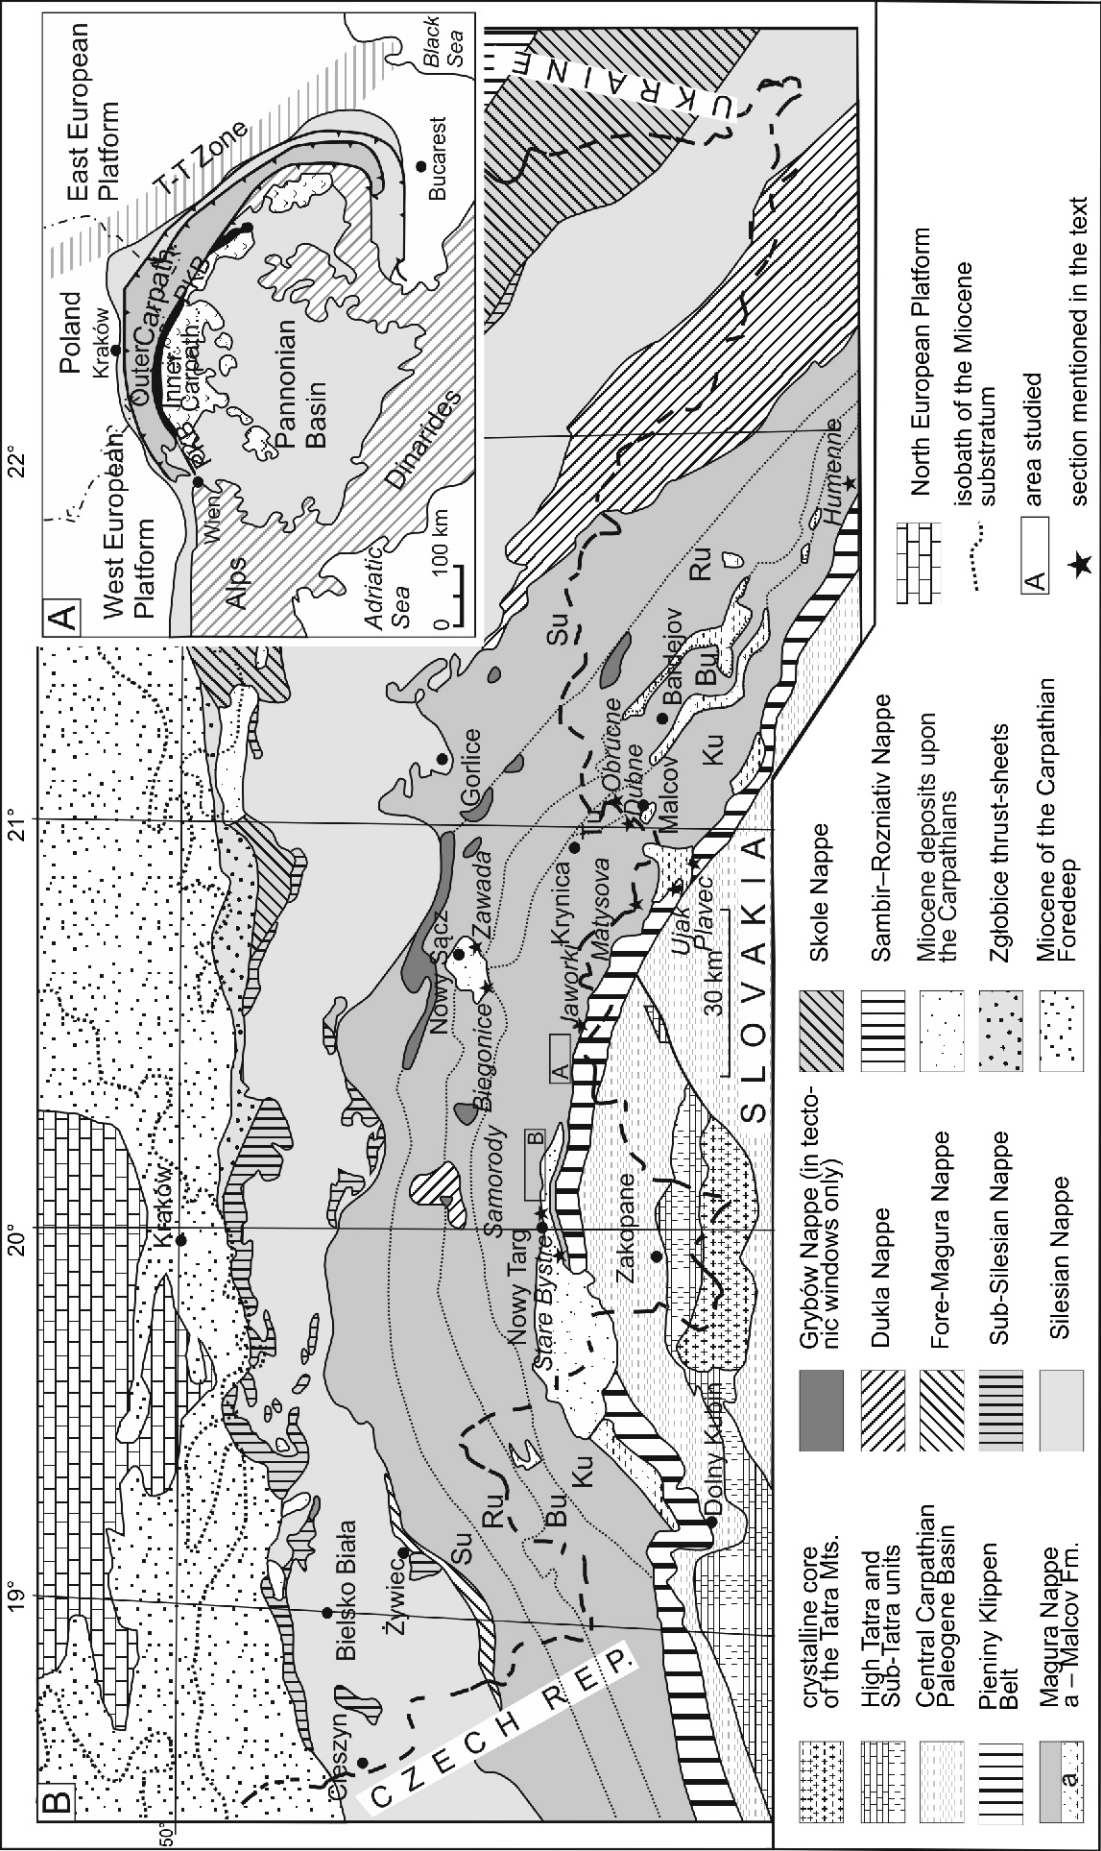 A
West European
Platform
Poland
East European
Platform
T-T Zone
Kraków
Outer Carpath.
Inner
Carpath.
PKB
PKB
Wien
Alps
Pannonian
Basin
Dinarides
Adriatic
Sea
Bucarest
Black
Sea
0
100 km
B
19°
20°
21°
22°
50°
Kraków
Cieszyn
Bielsko Biała
Żywiec
CZECH REP.
Su
Ru
Bu
Ku
Nowy Targ
Stare Bystre
Samorody
Biegonice
Zakopane
Dolny Kubin
B
A
Nowy Sącz
Zawada
Gorlice
Jaworki
Krynica
Matysova
Ty
Obručne
Dubne
Malcov
Ujak
Plavec
Bardejov
Su
Ru
Bu
Ku
Humenne
UKRAINE
30 km
SLOVAKIA
crystalline core
of the Tatra Mts.
High Tatra and
Sub-Tatra units
Central Carpathian
Paleogene Basin
Pieniny Klippen
Belt
Magura Nappe
a – Malcov Fm.
a
Grybów Nappe (in tecto-
nic windows only)
Dukla Nappe
Fore-Magura Nappe
Sub-Silesian Nappe
Silesian Nappe
Skole Nappe
Sambir–Rozniativ Nappe
Miocene deposits upon
the Carpathians
Zgłobice thrust-sheets
Miocene of the Carpathian
Foredeep
North European Platform
isobath of the Miocene
substratum
A
area studied
section mentioned in the text